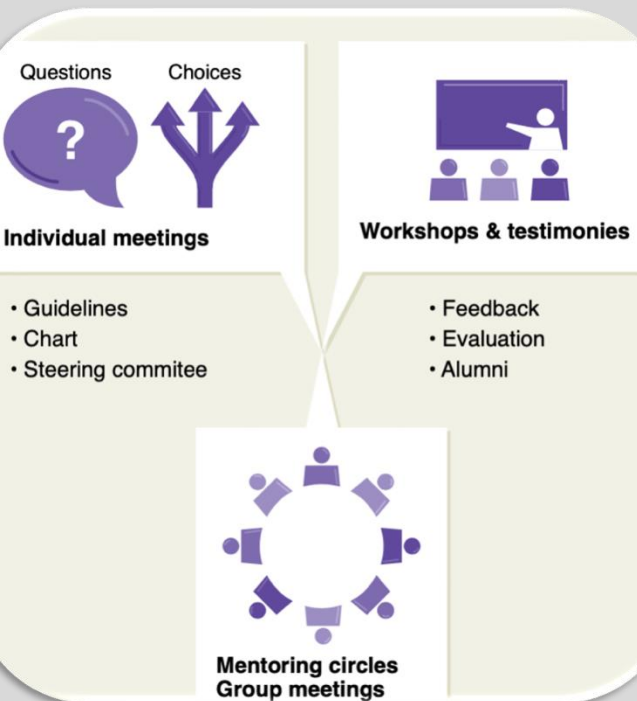 Questions
Choices
?
Individual meetings
• Guidelines
• Chart
• Steering commitee
Workshops & testimonies
• Feedback
• Evaluation
• Alumni
Mentoring circles
Group meetings